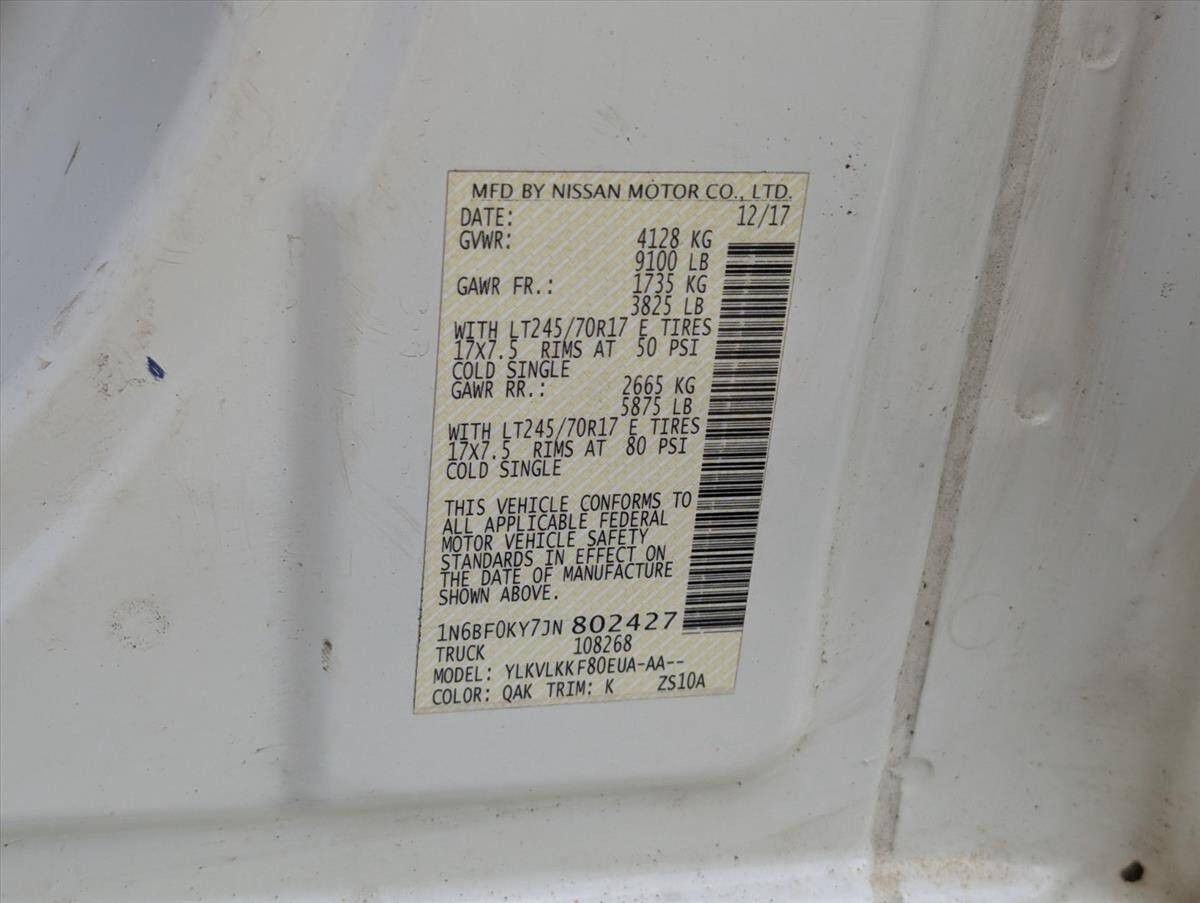 MFD BY NISSAN MOTOR CO., LTD.
DATE: 12/17
GVWR: 4128 KG
9100 LB
GAWR FR.: 1735 KG
3825 LB
WITH LT245/70R17 E TIRES
17X7.5 RIMS AT 50 PSI
COLD SINGLE
GAWR RR.: 2665 KG
5875 LB
WITH LT245/70R17 E TIRES
17X7.5 RIMS AT 80 PSI
COLD SINGLE
THIS VEHICLE CONFORMS TO
ALL APPLICABLE FEDERAL
MOTOR VEHICLE SAFETY
STANDARDS IN EFFECT ON
THE DATE OF MANUFACTURE
SHOWN ABOVE.
1N6BF0KY7JN 802427
TRUCK 108268
MODEL: YLKVLKKF80EUA-AA--
COLOR: QAK TRIM: K ZS10A